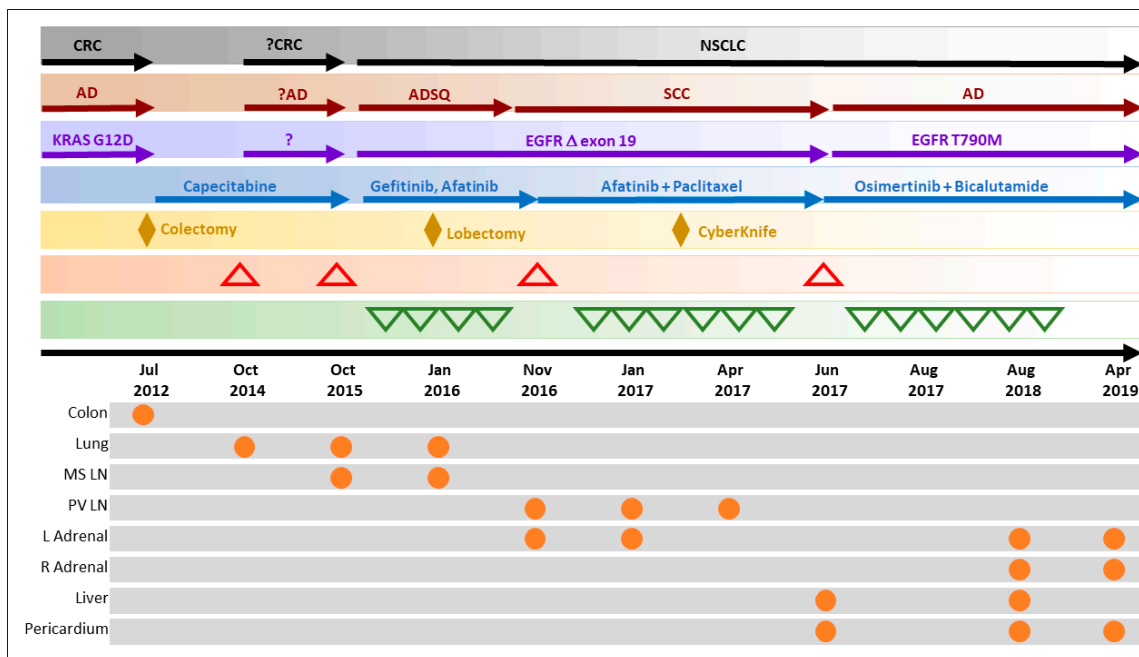 CRC ?CRC NSCLC
AD ?AD ADSQ SCC AD
KRAS G12D ? EGFR Δ exon 19 EGFR T790M
Capecitabine Gefitinib, Afatinib Afatinib + Paclitaxel Osimertinib + Bicalutamide
Colectomy Lobectomy CyberKnife
Jul Oct Oct Jan Nov Jan Apr Jun Aug Aug Apr
2012 2014 2015 2016 2016 2017 2017 2017 2017 2018 2019
Colon
Lung
MS LN
PV LN
L Adrenal
R Adrenal
Liver
Pericardium